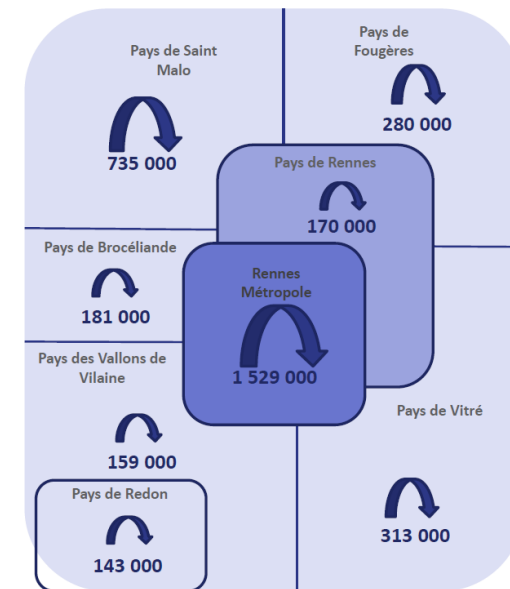 Pays de Saint
Malo
735 000
Pays de
Fougères
280 000
Pays de Rennes
170 000
Pays de Brocéliande
181 000
Rennes
Métropole
1 529 000
Pays des Vallons de
Vilaine
159 000
Pays de Vitré
313 000
Pays de Redon
143 000